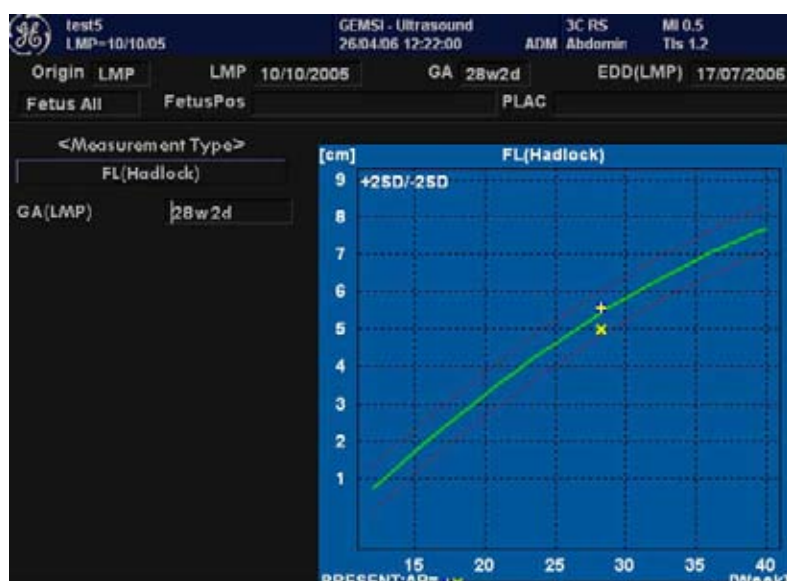 GE test5 GEMSI - Ultrasound 3C RS MI 0.5
LMP=10/10/05 26/04/06 12:22:00 ADM Abdomin TIs 1.2
Origin LMP LMP 10/10/2005 GA 28w2d EDD(LMP) 17/07/2006
Fetus All FetusPos PLAC
<Measurement Type>
FL(Hadlock)
GA(LMP) 28w2d
[cm] FL(Hadlock)
9 +2SD/-2SD
8
7
6
5
4
3
2
1
15 20 25 30 35 40